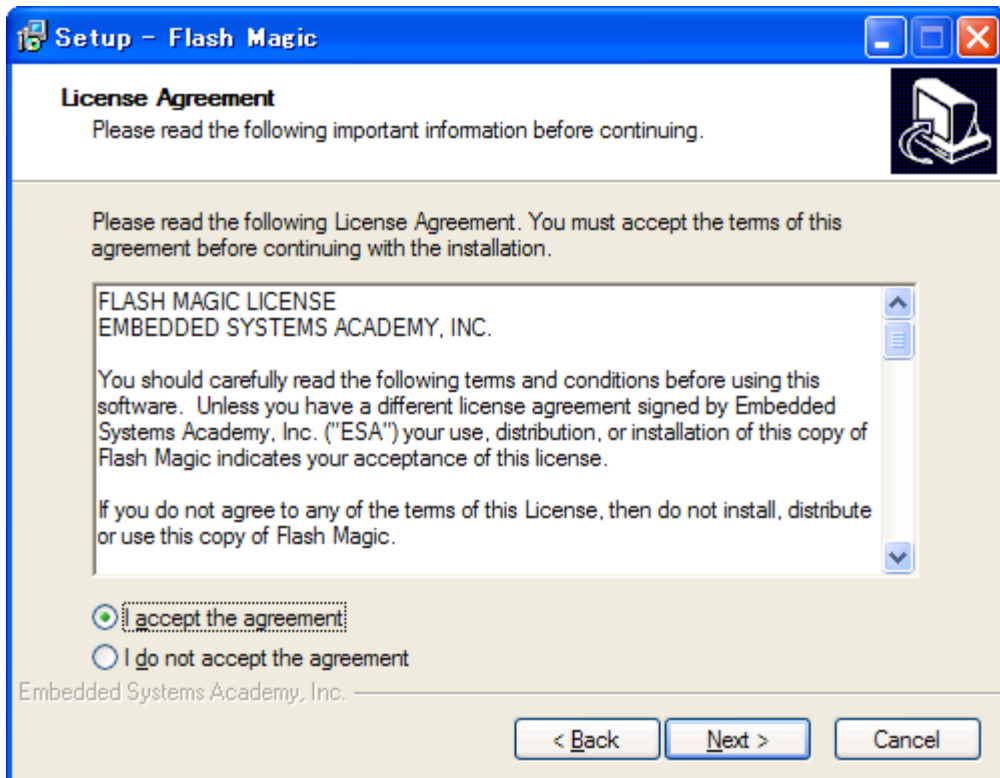 Setup - Flash Magic
License Agreement
Please read the following important information before continuing.
Please read the following License Agreement. You must accept the terms of this
agreement before continuing with the installation.
FLASH MAGIC LICENSE
EMBEDDED SYSTEMS ACADEMY, INC.
You should carefully read the following terms and conditions before using this
software.  Unless you have a different license agreement signed by Embedded
Systems Academy, Inc. ("ESA") your use, distribution, or installation of this copy of
Flash Magic indicates your acceptance of this license.
If you do not agree to any of the terms of this License, then do not install, distribute
or use this copy of Flash Magic.
I accept the agreement
I do not accept the agreement
Embedded Systems Academy, Inc.
< Back
Next >
Cancel